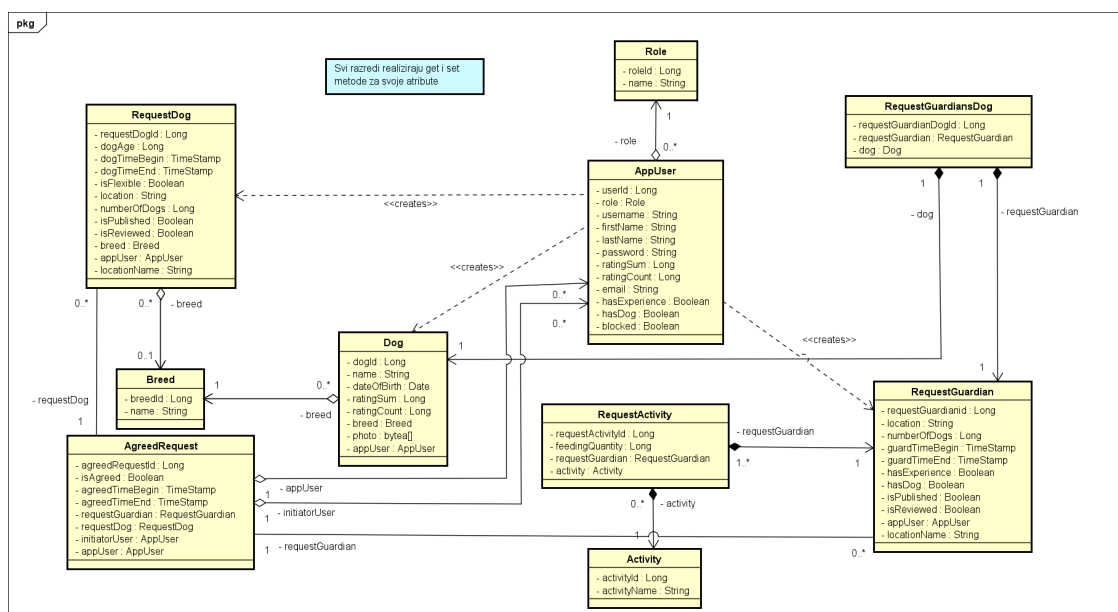 pkg
Svi razredi realiziraju get i set
metode za svoje atribute
Role
- roleId : Long
- name : String
1
- role
0..*
RequestDog
- requestDogId : Long
- dogAge : Long
- dogTimeBegin : TimeStamp
- dogTimeEnd : TimeStamp
- isFlexible : Boolean
- location : String
- numberOfDogs : Long
- isPublished : Boolean
- isReviewed : Boolean
- breed : Breed
- appUser : AppUser
- locationName : String
0..*
0..*
- breed
0..1
AppUser
- userId : Long
- role : Role
- username : String
- firstName : String
- lastName : String
- password : String
- ratingSum : Long
- ratingCount : Long
- email : String
- hasExperience : Boolean
- hasDog : Boolean
- blocked : Boolean
<<creates>>
<<creates>>
<<creates>>
0..*
0..*
RequestGuardiansDog
- requestGuardianDogId : Long
- requestGuardian : RequestGuardian
- dog : Dog
1
1
- dog
- requestGuardian
1
1
Breed
- breedId : Long
- name : String
1
0..*
- breed
Dog
- dogId : Long
- name : String
- dateOfBirth : Date
- ratingSum : Long
- ratingCount : Long
- breed : Breed
- photo : bytea[]
- appUser : AppUser
- requestDog
1
AgreedRequest
- agreedRequestId : Long
- isAgreed : Boolean
- agreedTimeBegin : TimeStamp
- agreedTimeEnd : TimeStamp
- requestGuardian : RequestGuardian
- requestDog : RequestDog
- initiatorUser : AppUser
- appUser : AppUser
1
- appUser
1
- initiatorUser
1
- requestGuardian
0..*
RequestActivity
- requestActivityId : Long
- feedingQuantity : Long
- requestGuardian : RequestGuardian
- activity : Activity
- requestGuardian
1..*
1
0..*
- activity
1
Activity
- activityId : Long
- activityName : String
RequestGuardian
- requestGuardianId : Long
- location : String
- numberOfDogs : Long
- guardTimeBegin : TimeStamp
- guardTimeEnd : TimeStamp
- hasExperience : Boolean
- hasDog : Boolean
- isPublished : Boolean
- isReviewed : Boolean
- appUser : AppUser
- locationName : String